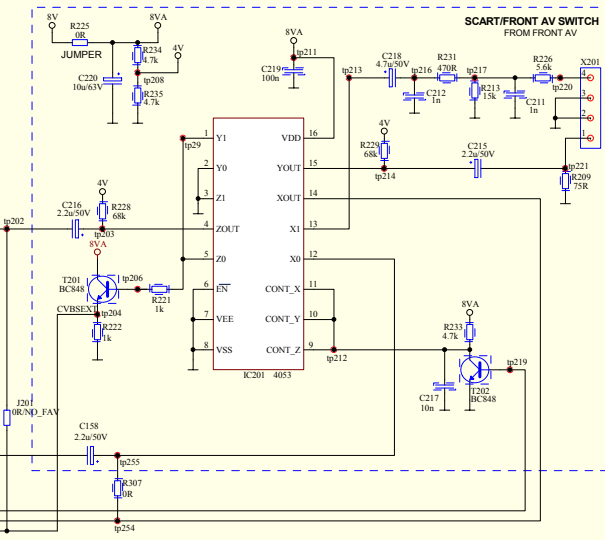 SCART/FRONT AV SWITCH
FROM FRONT AV
8V
R225
0R
JUMPER
8VA
R234
4.7k
4V
tp208
C220
10u/63V
R235
4.7k
8VA
tp211
C219
100n
tp213
C218
4.7u/50V
tp216
C212
1n
R231
470R
tp217
R213
15k
C211
1n
R226
5.6k
tp220
X201
4
3
2
1
tp29
1 Y1
2 Y0
3 Z1
4 ZOUT
5 Z0
6 EN
7 VEE
8 VSS
VDD 16
YOUT 15
XOUT 14
X1 13
X0 12
CONT_X 11
CONT_Y 10
CONT_Z 9
IC201 4053
4V
R229
68k
tp214
C215
2.2u/50V
tp221
R209
75R
tp202
C216
2.2u/50V
4V
R228
68k
tp203
8VA
T201
BC848
tp206
R221
1k
CVBSEXT
tp204
R222
1k
tp212
8VA
R233
4.7k
C217
10n
T202
BC848
tp219
J201
0R/NO_FAV
C158
2.2u/50V
tp255
R307
0R
tp254